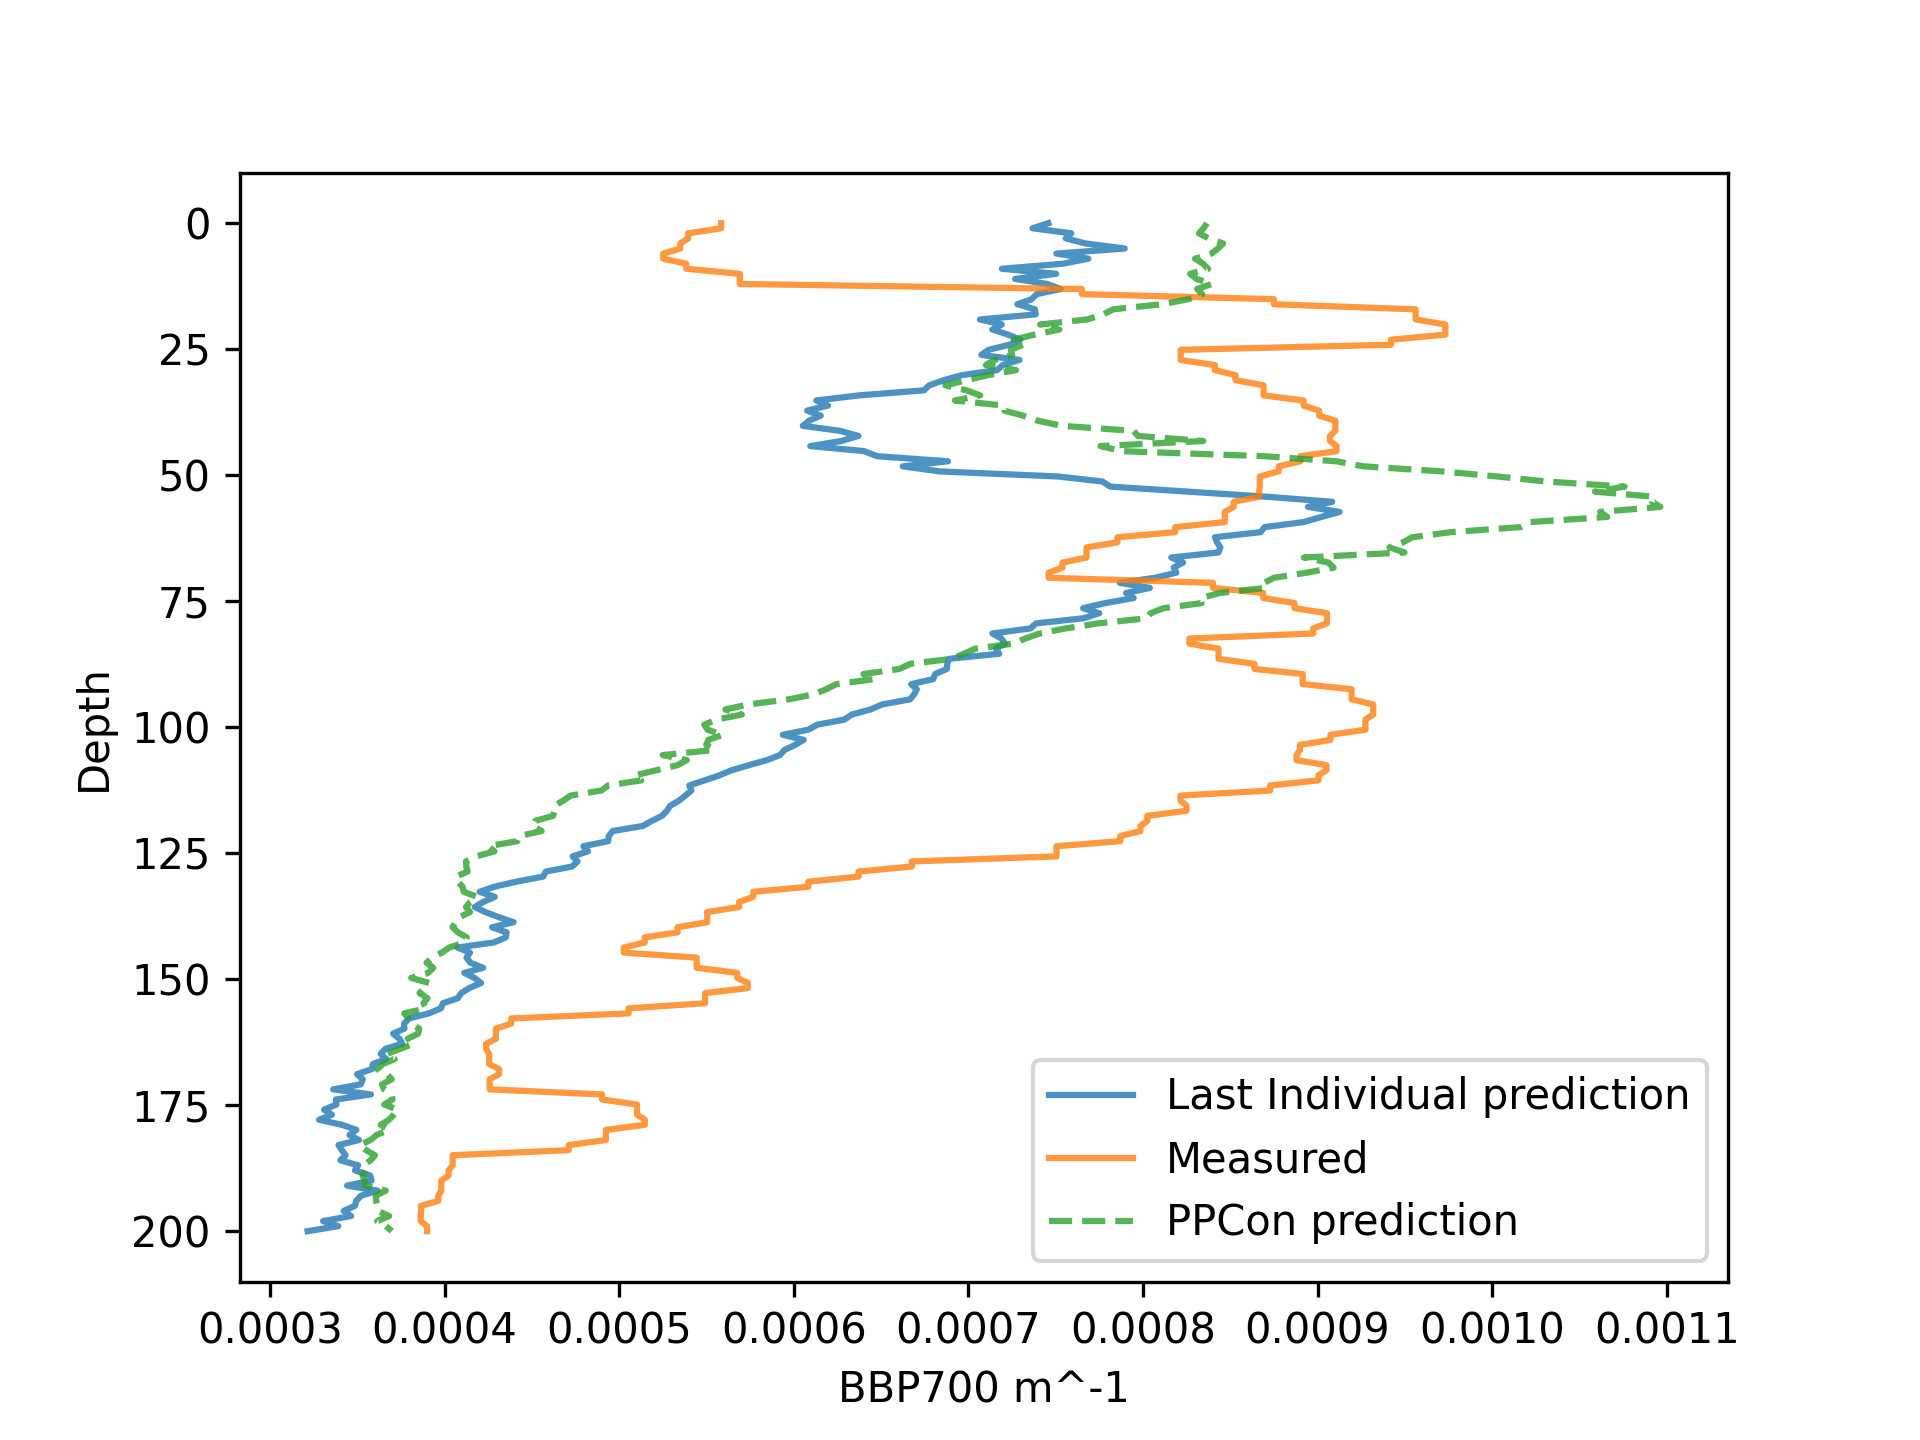 0
25
50
75
100
125
150
175
200
Depth
Last Individual prediction
Measured
PPCon prediction
0.0003 0.0004 0.0005 0.0006 0.0007 0.0008 0.0009 0.0010 0.0011
BBP700 m^-1